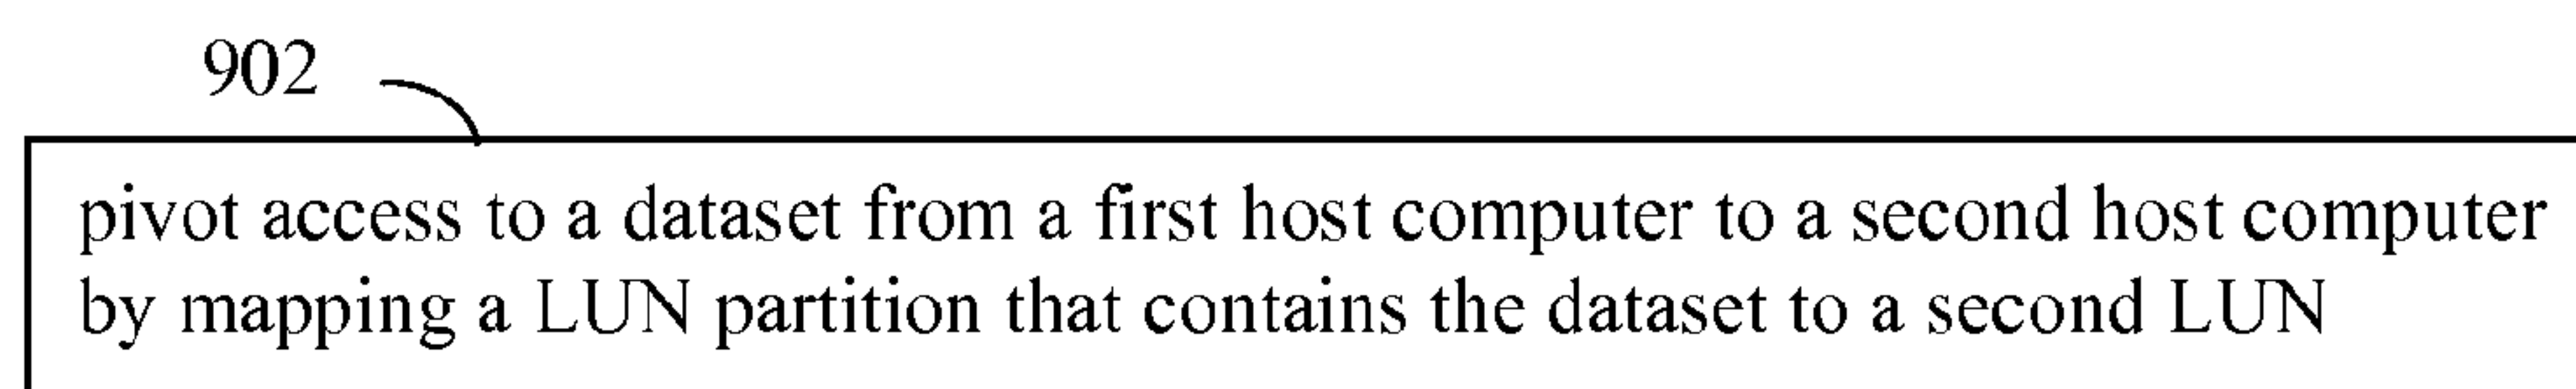 902
pivot access to a dataset from a first host computer to a second host computer
by mapping a LUN partition that contains the dataset to a second LUN